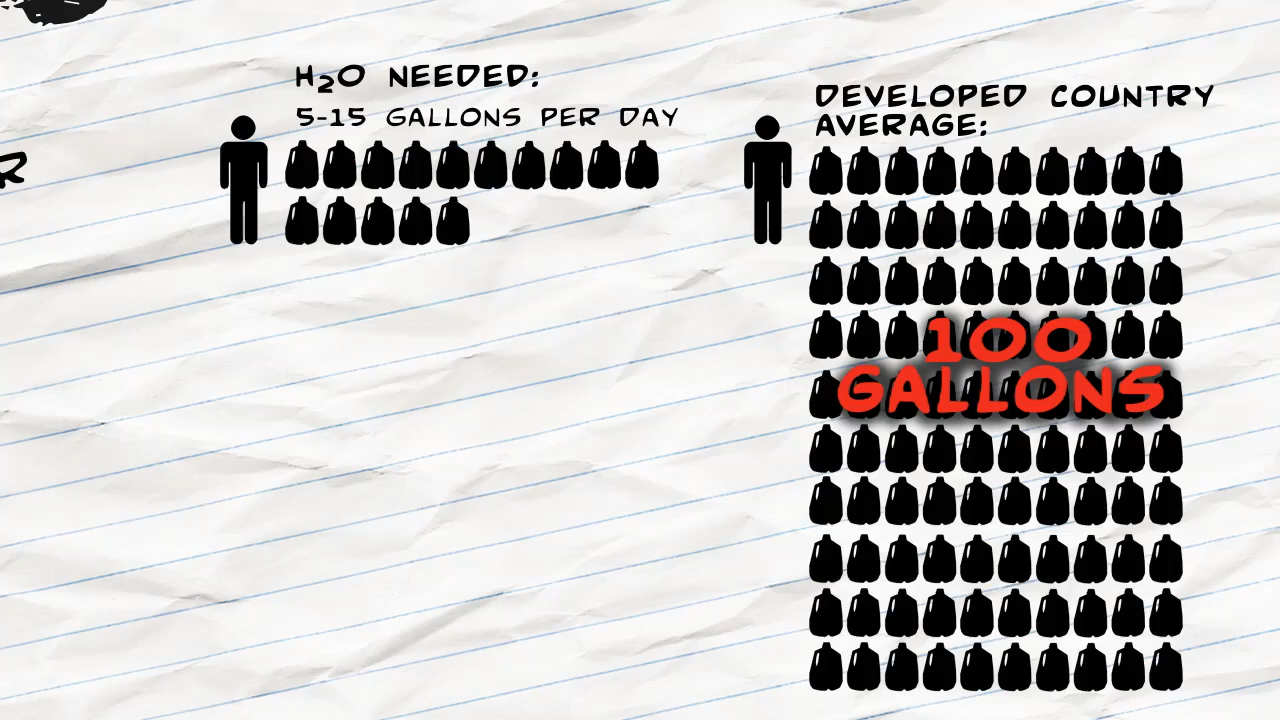 H₂O NEEDED:
5-15 GALLONS PER DAY
DEVELOPED COUNTRY
AVERAGE:
100
GALLONS